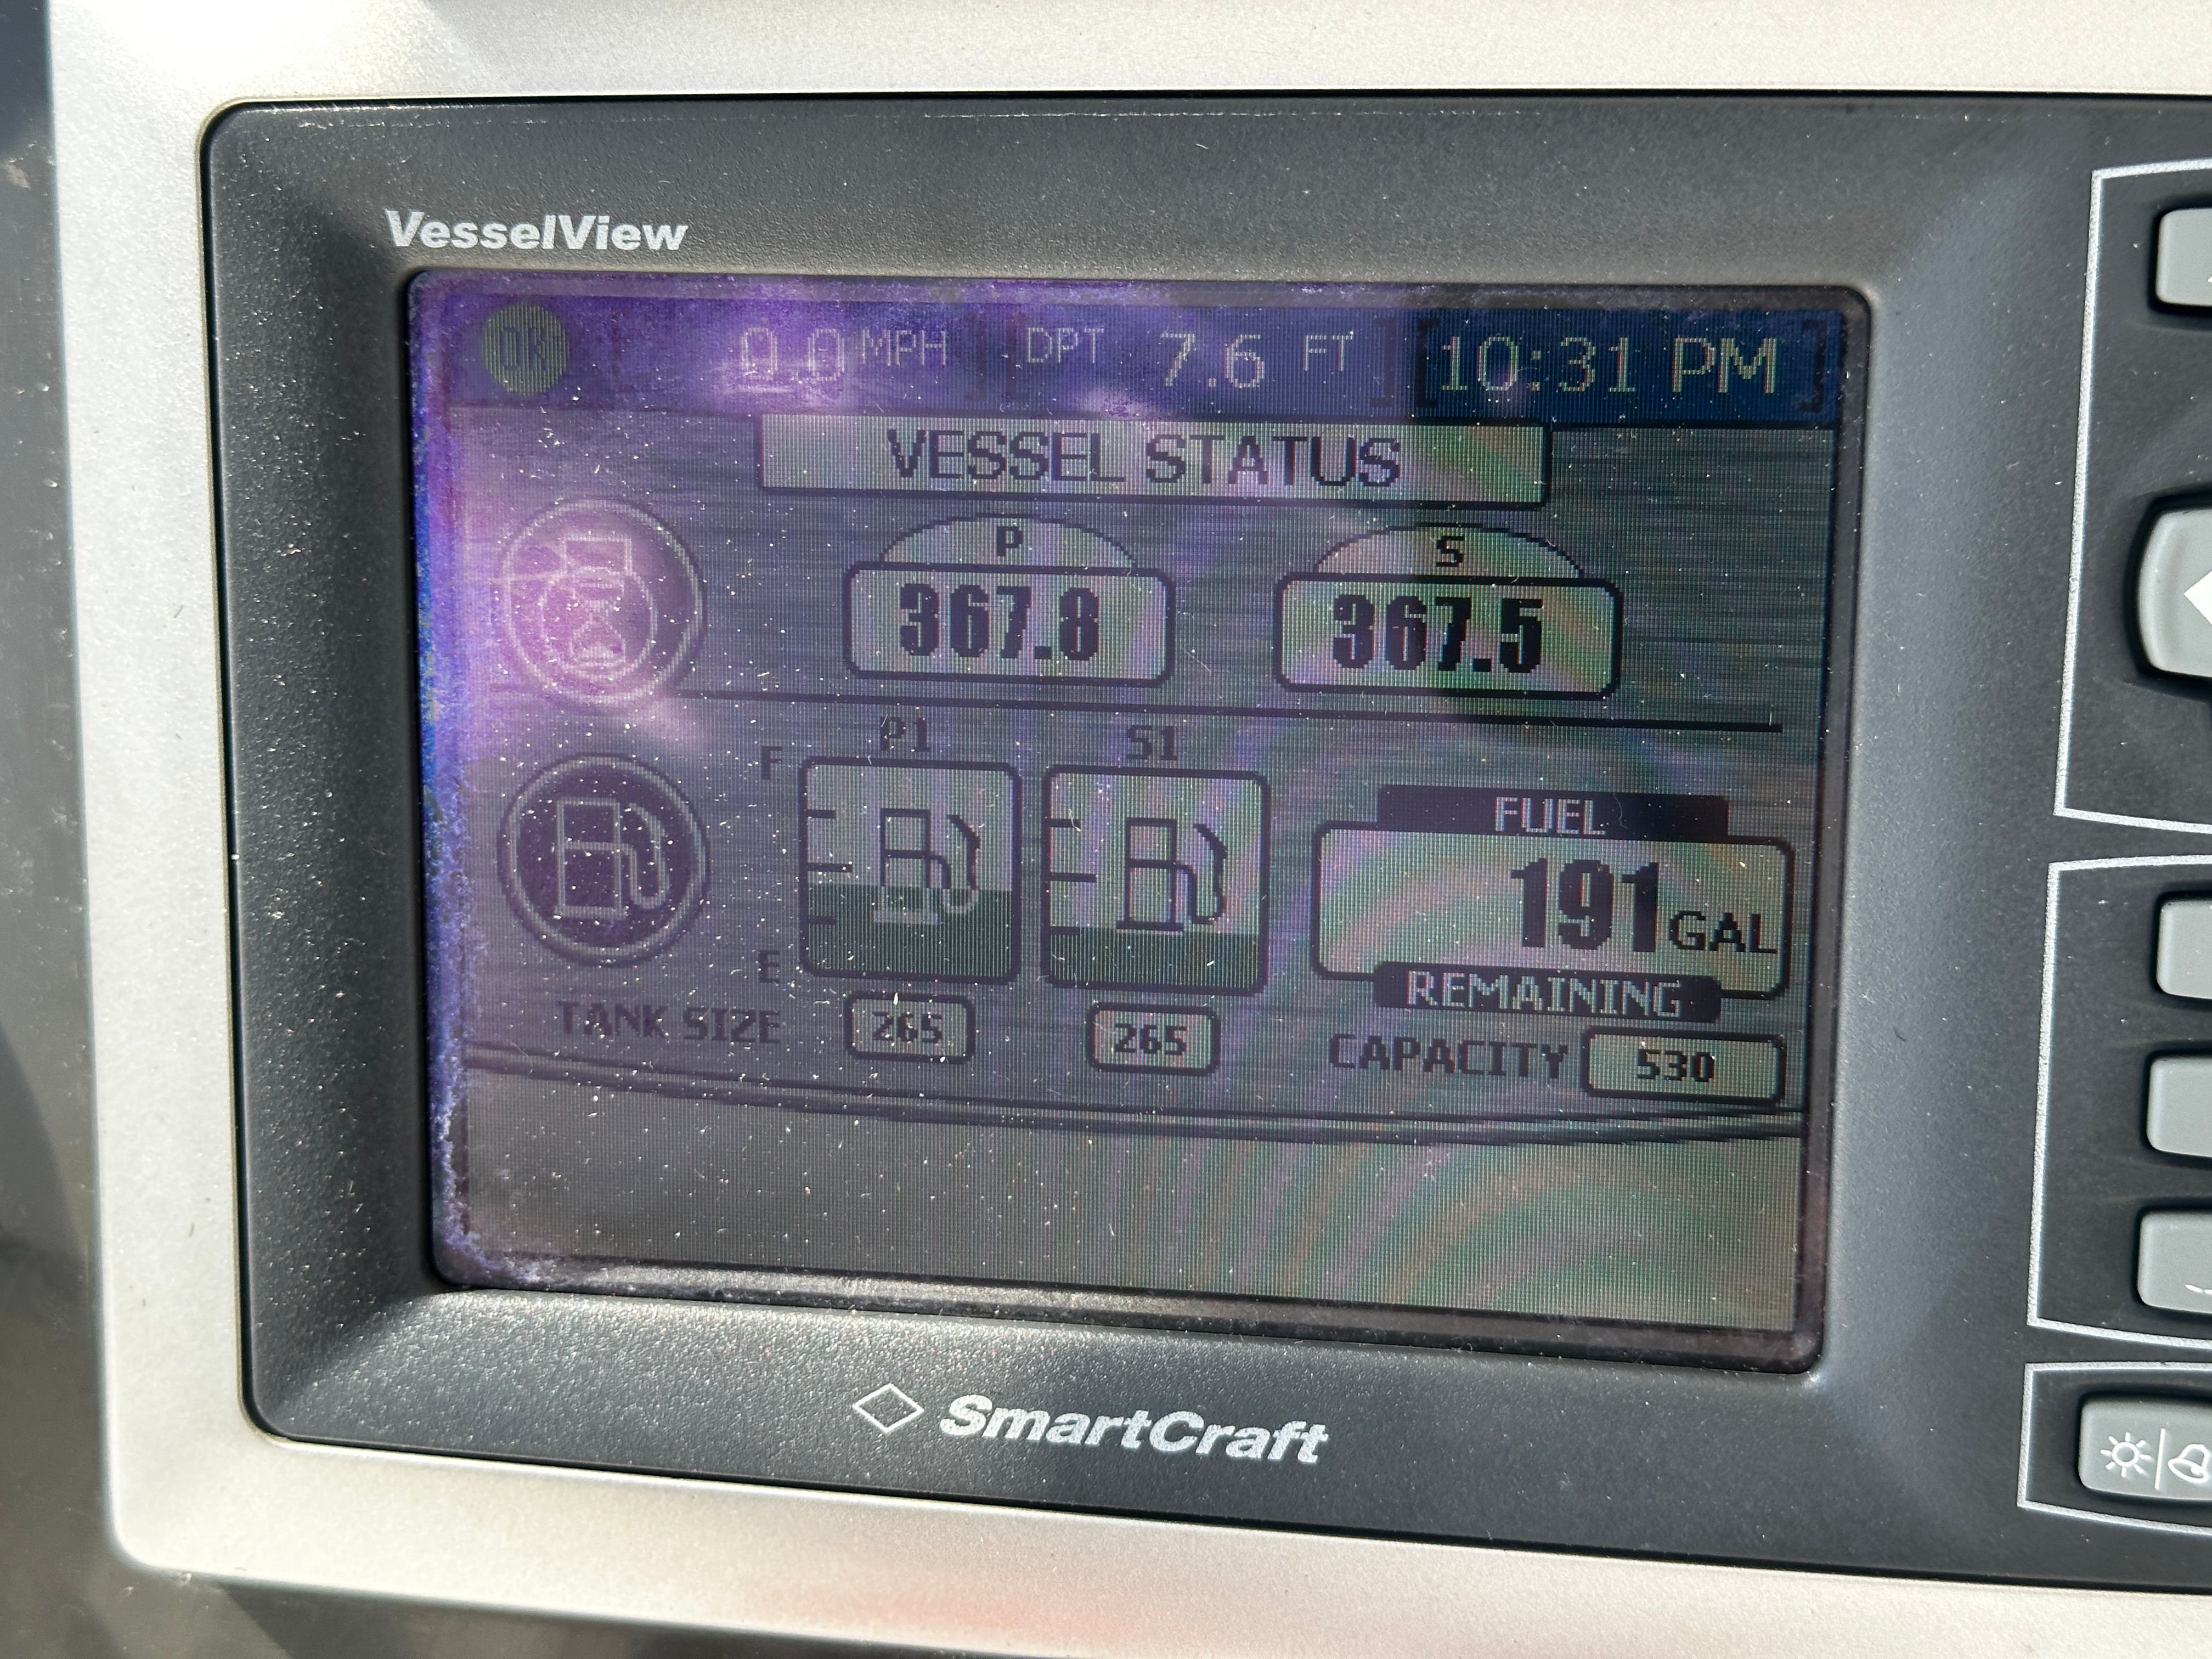 VesselView
OK 0.0 MPH DPT 7.6 FT 10:31 PM
VESSEL STATUS
P S
367.8 367.5
P1 S1
F
FUEL
191 GAL
E
REMAINING
TANK SIZE 265 265 CAPACITY 530
SmartCraft